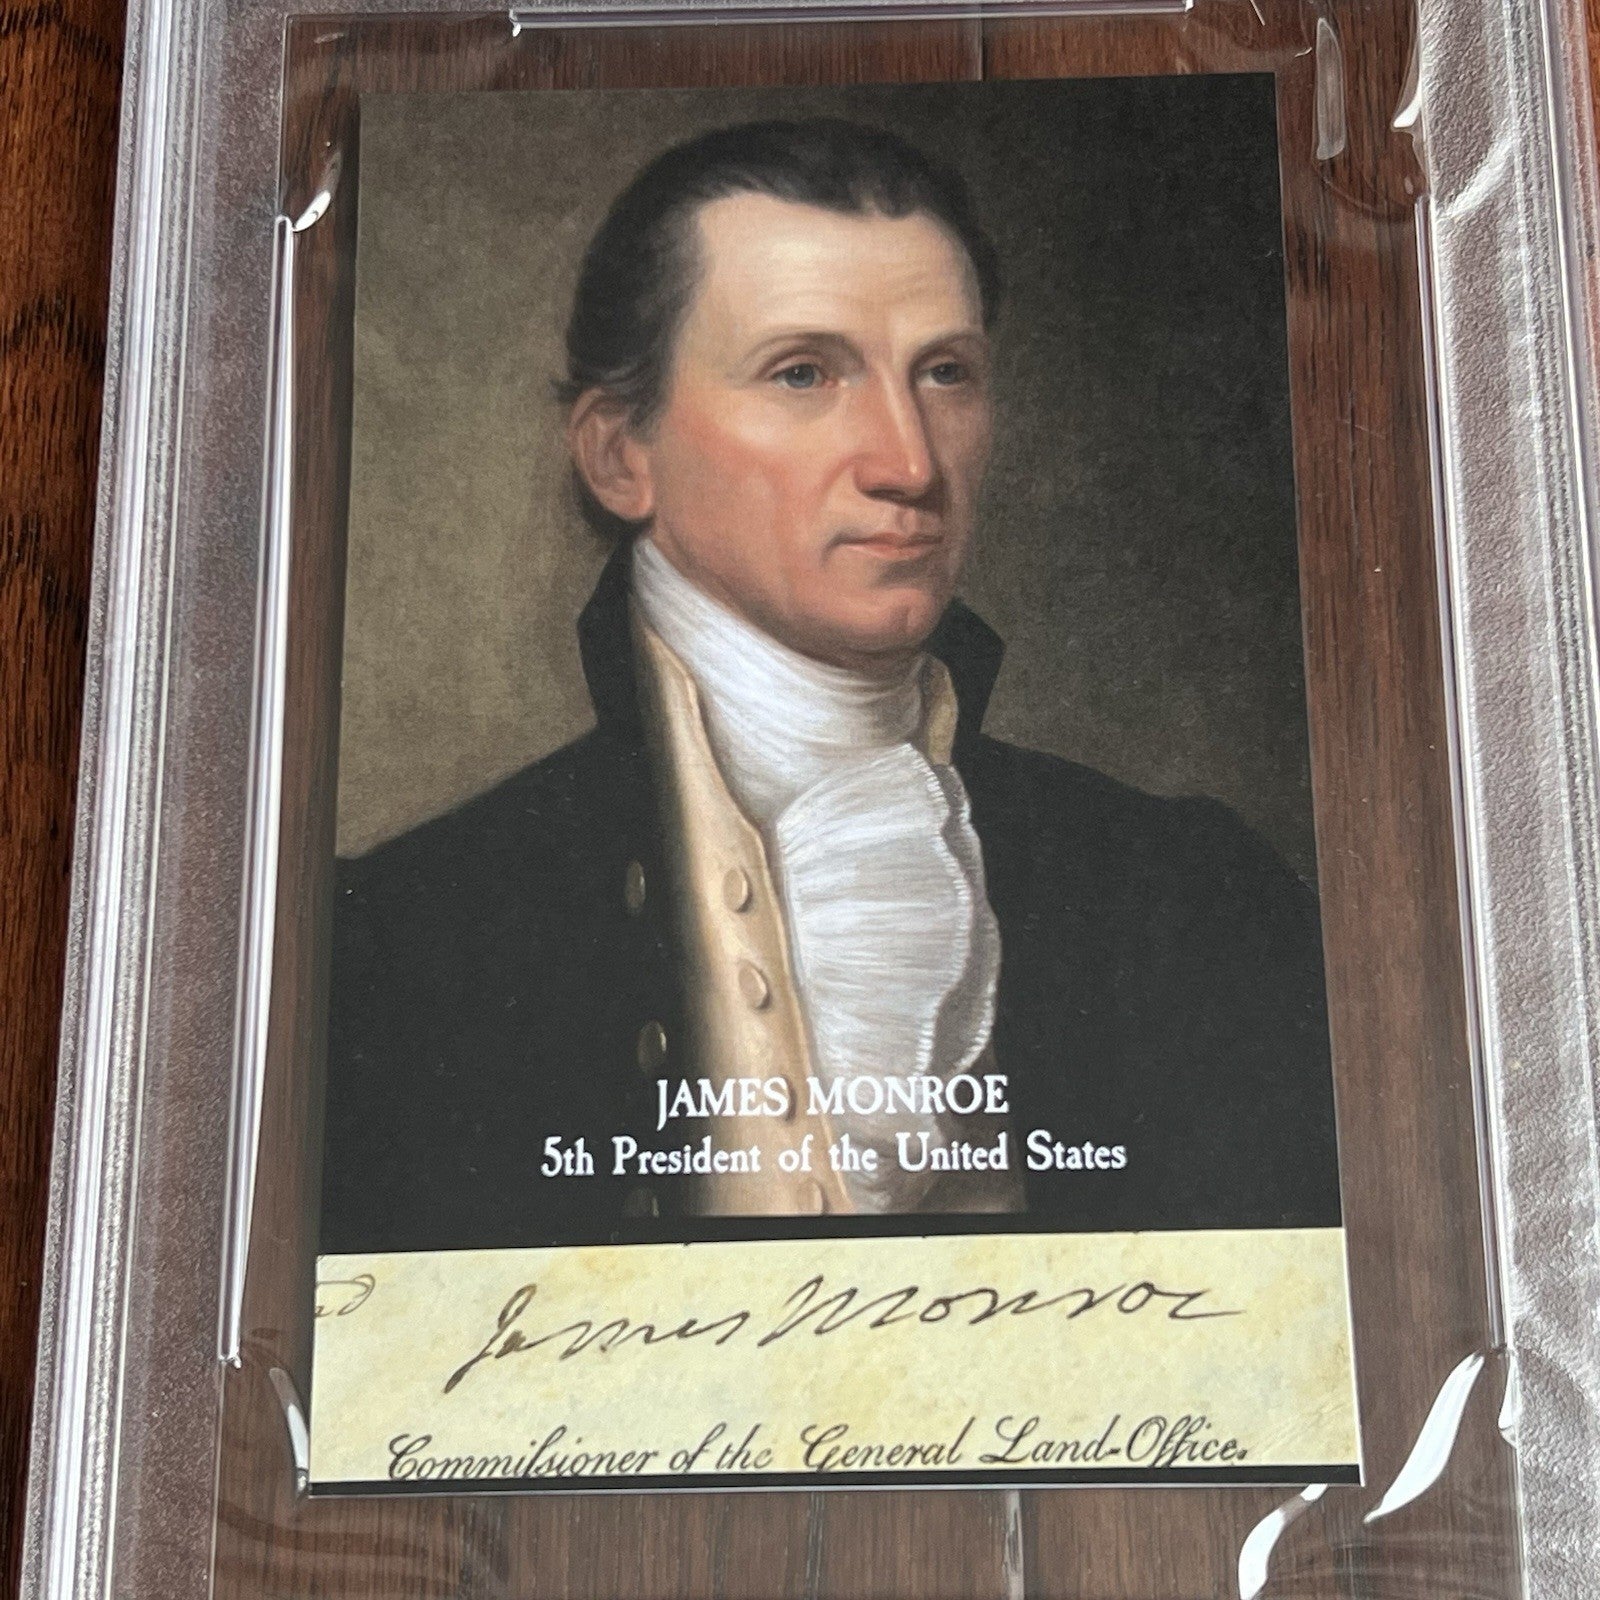 JAMES MONROE
5th President of the United States
James Monroe
Commiſsioner of the General Land-Office.